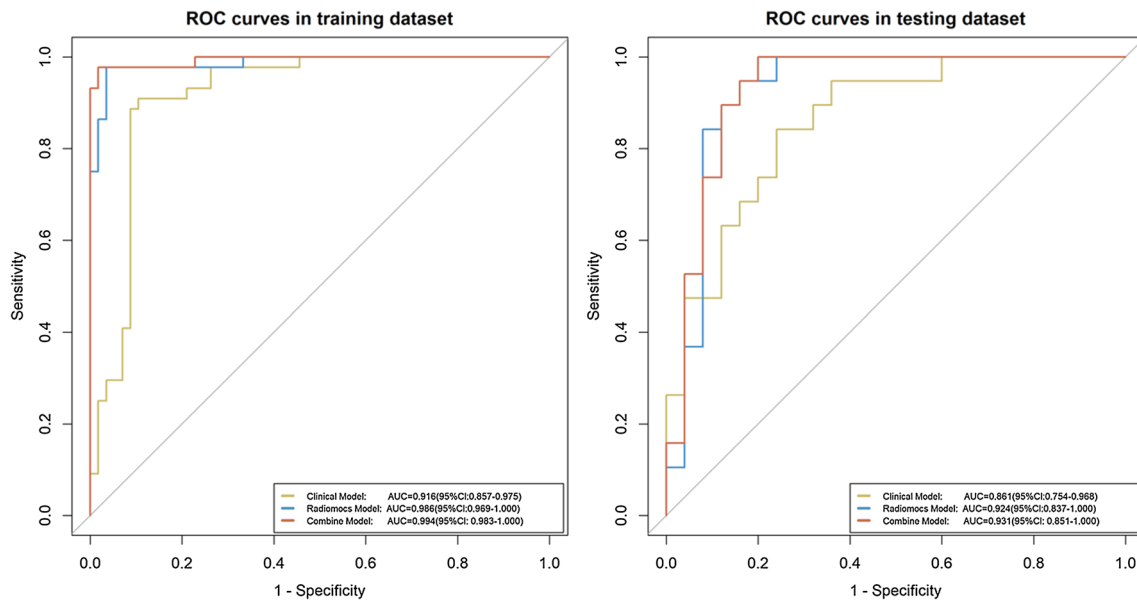 ROC curves in training dataset
Sensitivity
1.0
0.8
0.6
0.4
0.2
0.0
Clinical Model: AUC=0.916(95%CI:0.857-0.975)
Radiomocs Model: AUC=0.986(95%CI:0.969-1.000)
Combine Model: AUC=0.994(95%CI: 0.983-1.000)
0.0 0.2 0.4 0.6 0.8 1.0
1 - Specificity
ROC curves in testing dataset
Sensitivity
1.0
0.8
0.6
0.4
0.2
0.0
Clinical Model: AUC=0.861(95%CI:0.754-0.968)
Radiomocs Model: AUC=0.924(95%CI:0.837-1.000)
Combine Model: AUC=0.931(95%CI: 0.851-1.000)
0.0 0.2 0.4 0.6 0.8 1.0
1 - Specificity